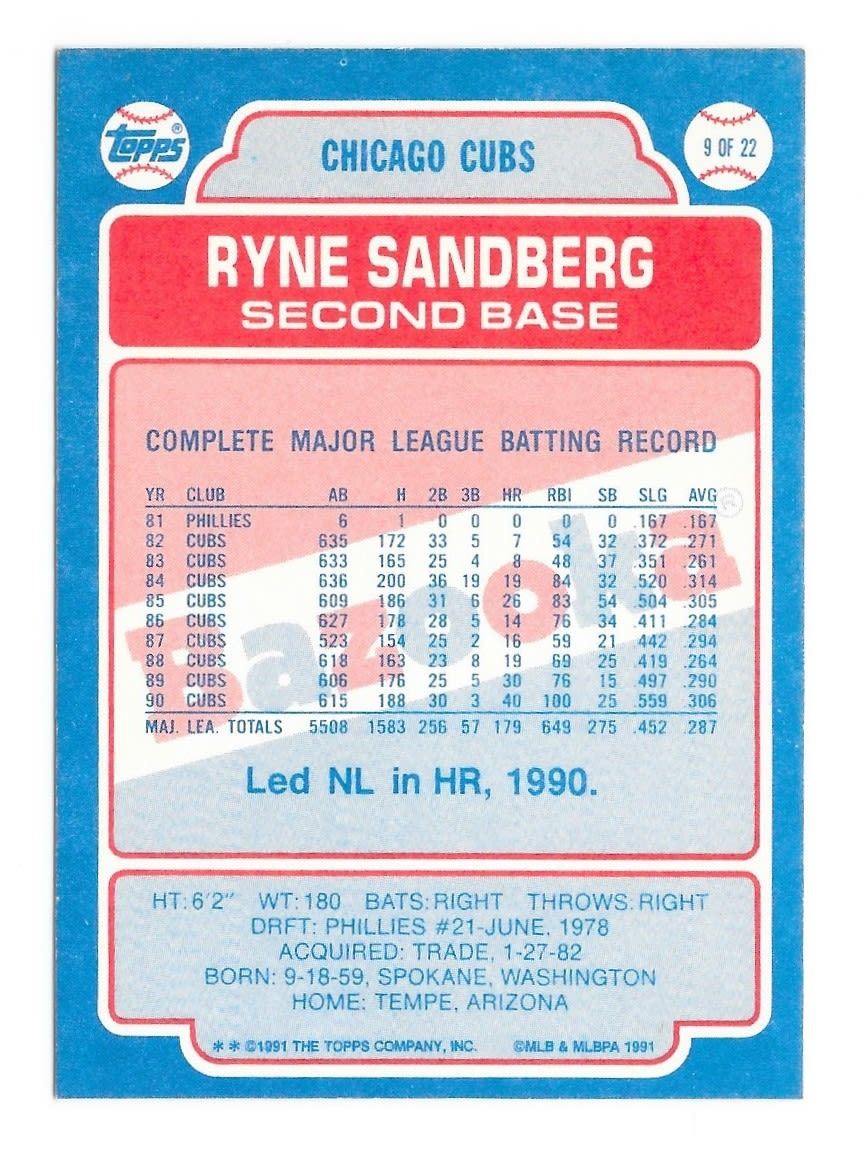 TOPPS®
CHICAGO CUBS
9 OF 22
RYNE SANDBERG
SECOND BASE
COMPLETE MAJOR LEAGUE BATTING RECORD
YR CLUB AB H 2B 3B HR RBI SB SLG AVG
81 PHILLIES 6 1 0 0 0 0 0 .167 .167
82 CUBS 635 172 33 5 7 54 32 .372 .271
83 CUBS 633 165 25 4 8 48 37 .351 .261
84 CUBS 636 200 36 19 19 84 32 .520 .314
85 CUBS 609 186 31 6 26 83 54 .504 .305
86 CUBS 627 178 28 5 14 76 34 .411 .284
87 CUBS 523 154 25 2 16 59 21 .442 .294
88 CUBS 618 163 23 8 19 69 25 .419 .264
89 CUBS 606 176 25 5 30 76 15 .497 .290
90 CUBS 615 188 30 3 40 100 25 .559 .306
MAJ. LEA. TOTALS 5508 1583 256 57 179 649 275 .452 .287
Bazooka®
Led NL in HR, 1990.
HT:6'2" WT:180 BATS:RIGHT THROWS:RIGHT
DRFT: PHILLIES #21-JUNE, 1978
ACQUIRED: TRADE, 1-27-82
BORN: 9-18-59, SPOKANE, WASHINGTON
HOME: TEMPE, ARIZONA
** ©1991 THE TOPPS COMPANY, INC. ©MLB & MLBPA 1991